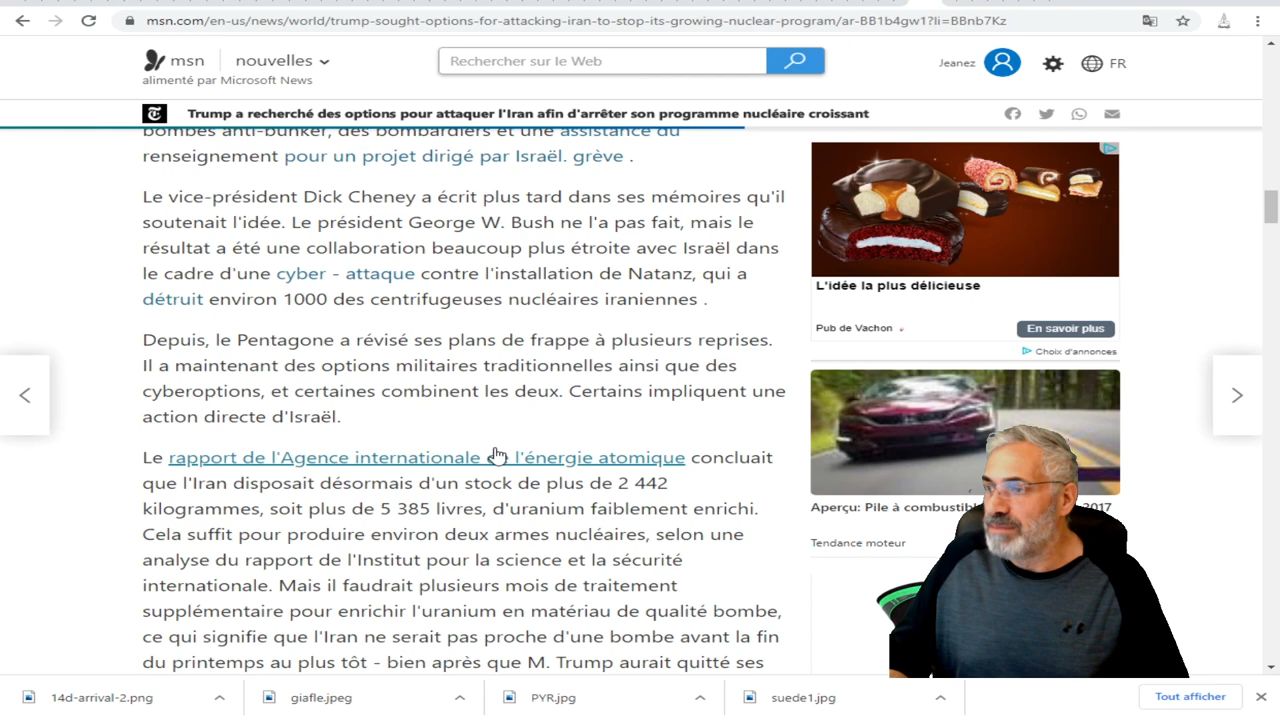 msn.com/en-us/news/world/trump-sought-options-for-attacking-iran-to-stop-its-growing-nuclear-program/ar-BB1b4gw1?li=BBnb7Kz
msn nouvelles
Rechercher sur le Web
Jeanez
FR
alimenté par Microsoft News
Trump a recherché des options pour attaquer l'Iran afin d'arrêter son programme nucléaire croissant
bombes anti-bunker, des bombardiers et une assistance du
renseignement pour un projet dirigé par Israël. grève .
Le vice-président Dick Cheney a écrit plus tard dans ses mémoires qu'il
soutenait l'idée. Le président George W. Bush ne l'a pas fait, mais le
résultat a été une collaboration beaucoup plus étroite avec Israël dans
le cadre d'une cyber - attaque contre l'installation de Natanz, qui a
détruit environ 1000 des centrifugeuses nucléaires iraniennes .
Depuis, le Pentagone a révisé ses plans de frappe à plusieurs reprises.
Il a maintenant des options militaires traditionnelles ainsi que des
cyberoptions, et certaines combinent les deux. Certains impliquent une
action directe d'Israël.
Le rapport de l'Agence internationale de l'énergie atomique concluait
que l'Iran disposait désormais d'un stock de plus de 2 442
kilogrammes, soit plus de 5 385 livres, d'uranium faiblement enrichi.
Cela suffit pour produire environ deux armes nucléaires, selon une
analyse du rapport de l'Institut pour la science et la sécurité
internationale. Mais il faudrait plusieurs mois de traitement
supplémentaire pour enrichir l'uranium en matériau de qualité bombe,
ce qui signifie que l'Iran ne serait pas proche d'une bombe avant la fin
du printemps au plus tôt - bien après que M. Trump aurait quitté ses
L'idée la plus délicieuse
Pub de Vachon
En savoir plus
Choix d'annonces
Aperçu: Pile à combustib 2017
Tendance moteur
14d-arrival-2.png
giafle.jpeg
PYR.jpg
suede1.jpg
Tout afficher